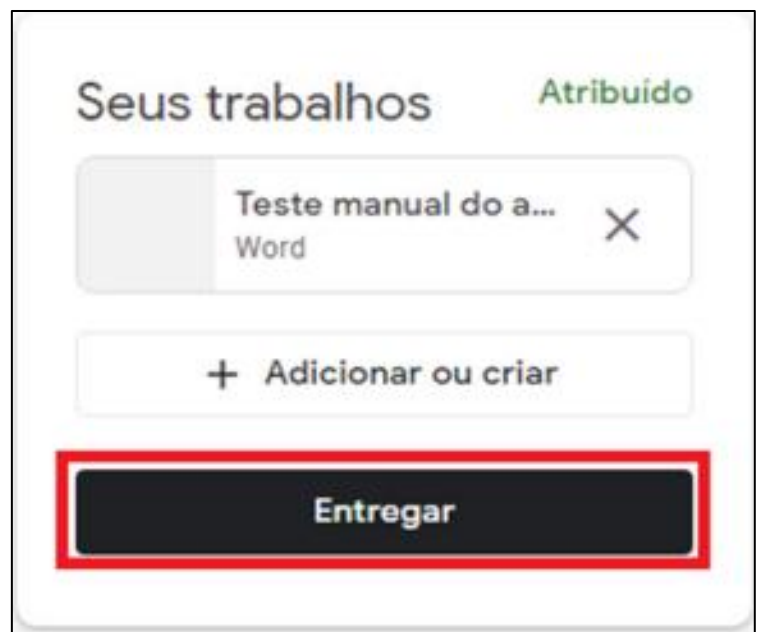 Seus trabalhos
Atribuído
Teste manual do a...
Word
+ Adicionar ou criar
Entregar